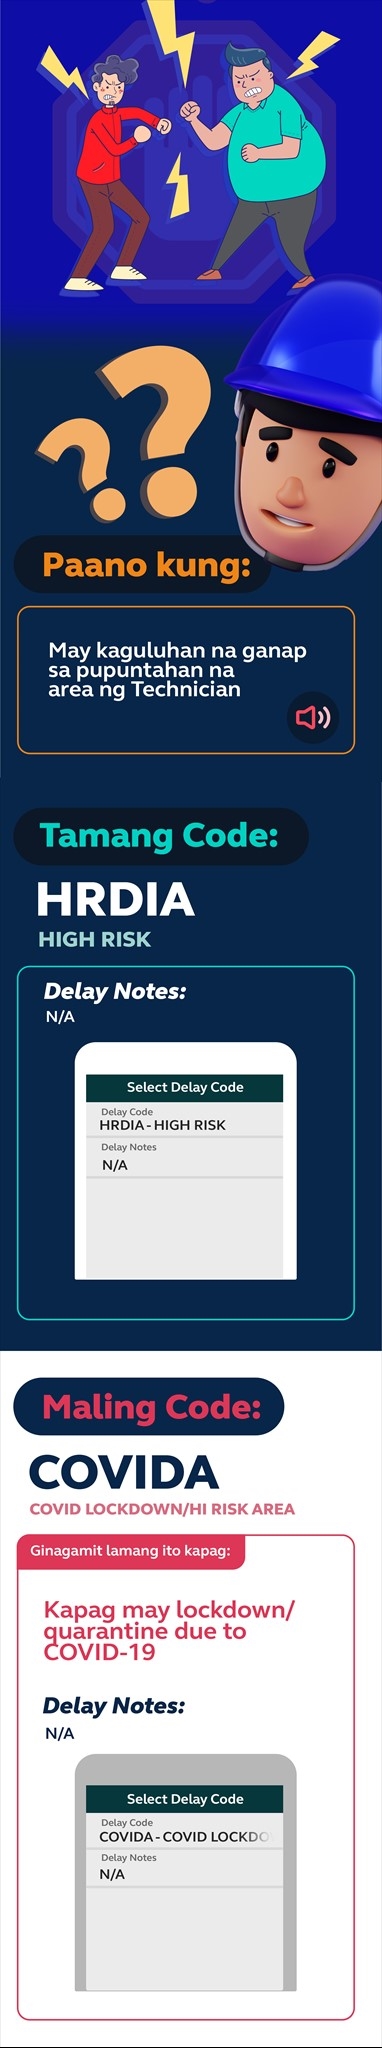 ??
Paano kung:
May kaguluhan na ganap
sa pupuntahan na
area ng Technician
Tamang Code:
HRDIA
HIGH RISK
Delay Notes:
N/A
Select Delay Code
Delay Code
HRDIA - HIGH RISK
Delay Notes
N/A
Maling Code:
COVIDA
COVID LOCKDOWN/HI RISK AREA
Ginagamit lamang ito kapag:
Kapag may lockdown/
quarantine due to
COVID-19
Delay Notes:
N/A
Select Delay Code
Delay Code
COVIDA - COVID LOCKDO
Delay Notes
N/A